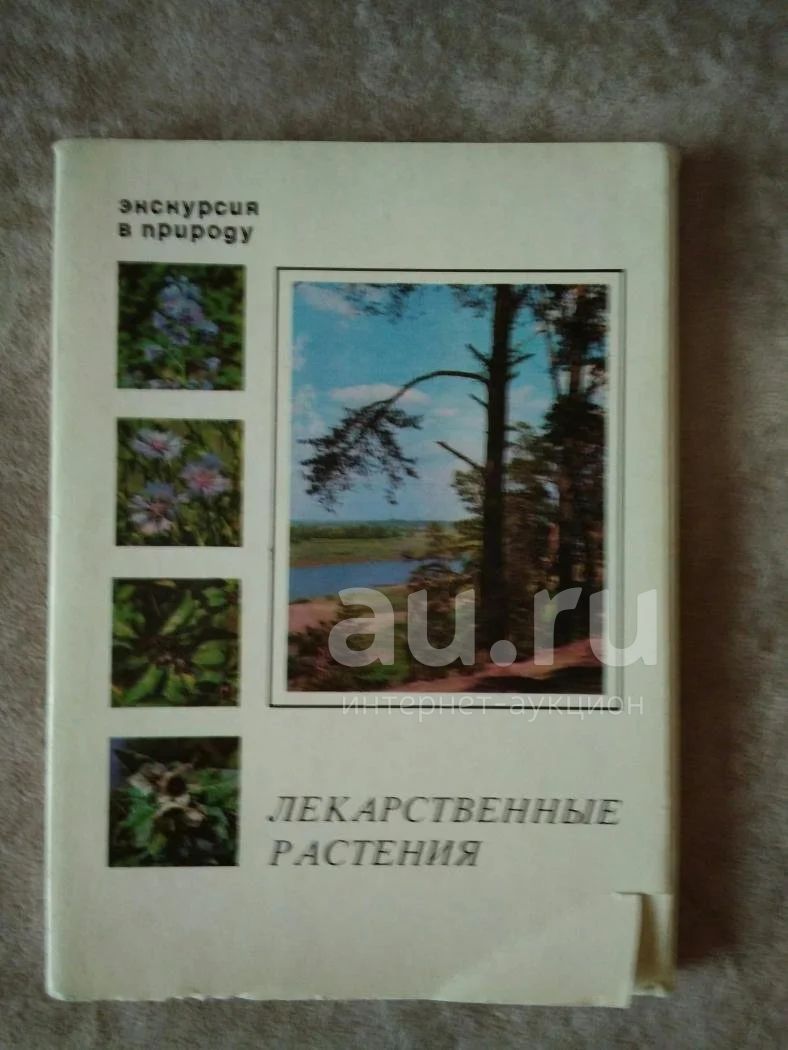 экскурсия
в природу
au.ru
интернет-аукцион
ЛЕКАРСТВЕННЫЕ
РАСТЕНИЯ